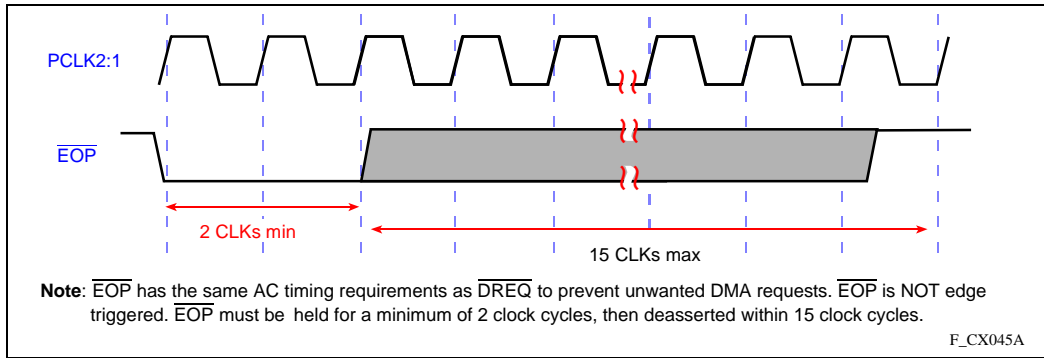 PCLK2:1
EOP
2 CLKs min
15 CLKs max
Note: EOP has the same AC timing requirements as DREQ to prevent unwanted DMA requests. EOP is NOT edge
triggered. EOP must be held for a minimum of 2 clock cycles, then deasserted within 15 clock cycles.
F_CX045A